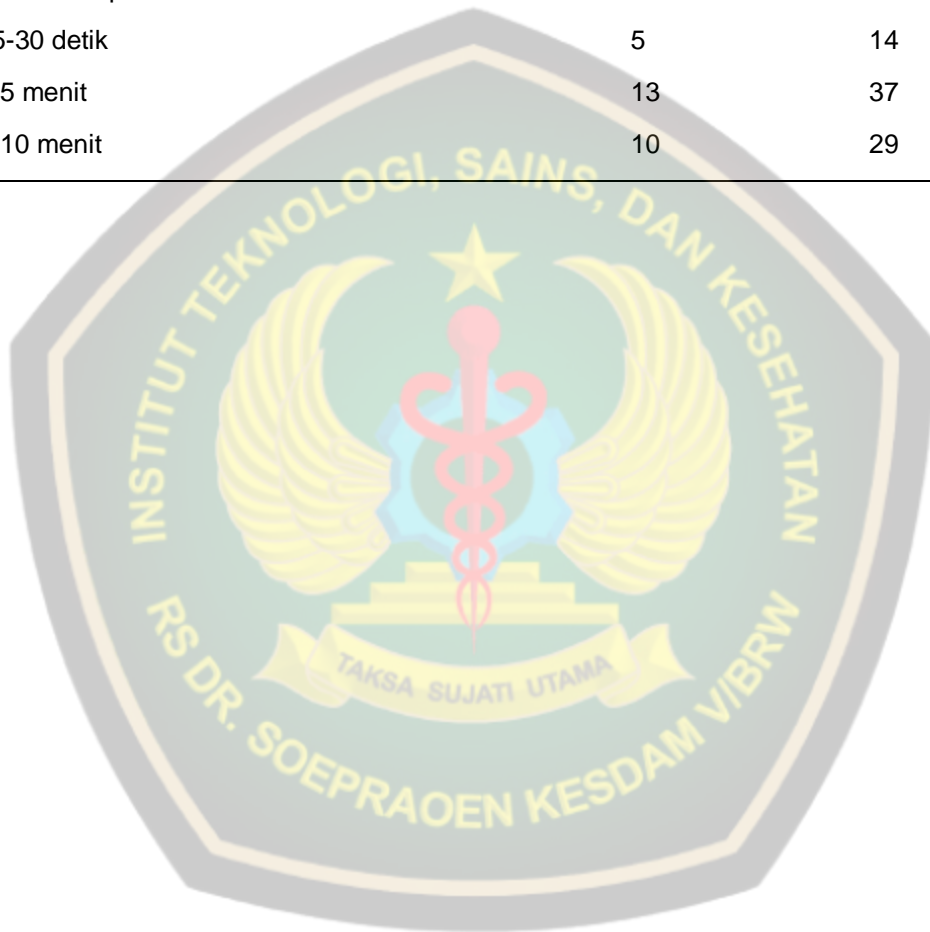 5-30 detik 5 14
5 menit 13 37
10 menit 10 29
INSTITUT TEKNOLOGI, SAINS, DAN KESEHATAN
TAKSA SUJATI UTAMA
RS DR. SOEPRAOEN KESDAM V/BRW